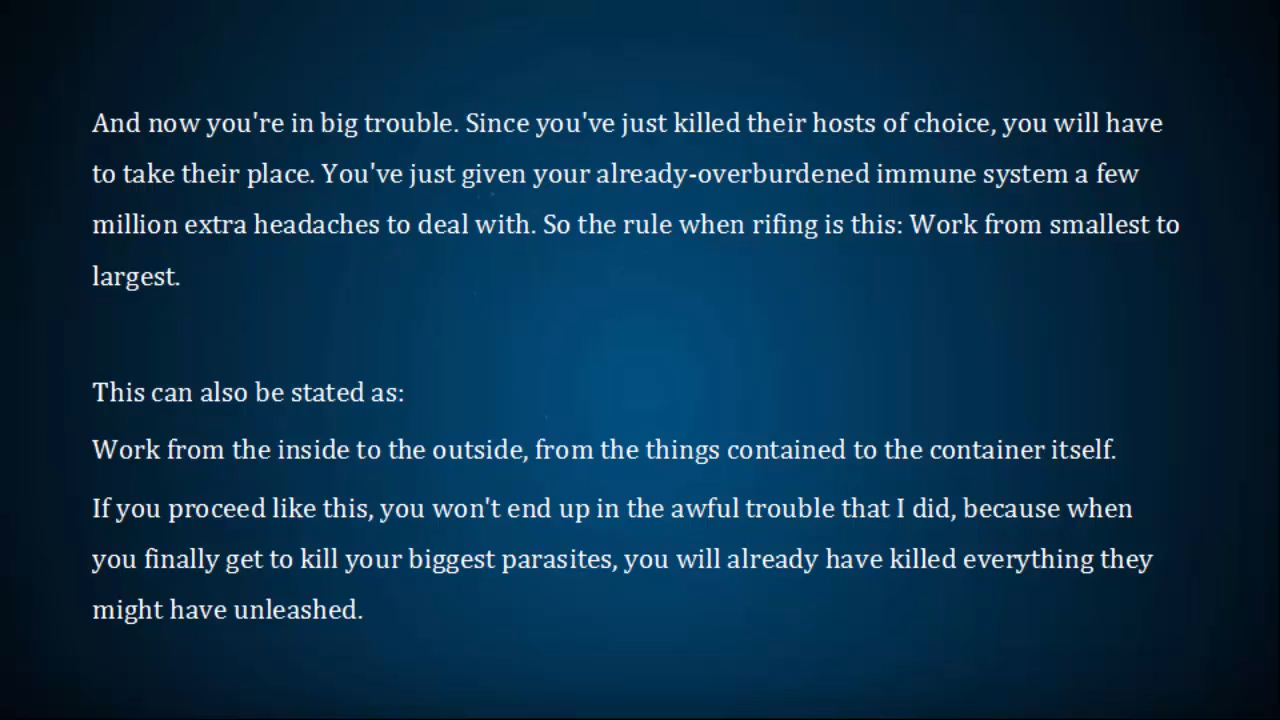 And now you're in big trouble. Since you've just killed their hosts of choice, you will have
to take their place. You've just given your already-overburdened immune system a few
million extra headaches to deal with. So the rule when rifing is this: Work from smallest to
largest.
This can also be stated as:
Work from the inside to the outside, from the things contained to the container itself.
If you proceed like this, you won't end up in the awful trouble that I did, because when
you finally get to kill your biggest parasites, you will already have killed everything they
might have unleashed.